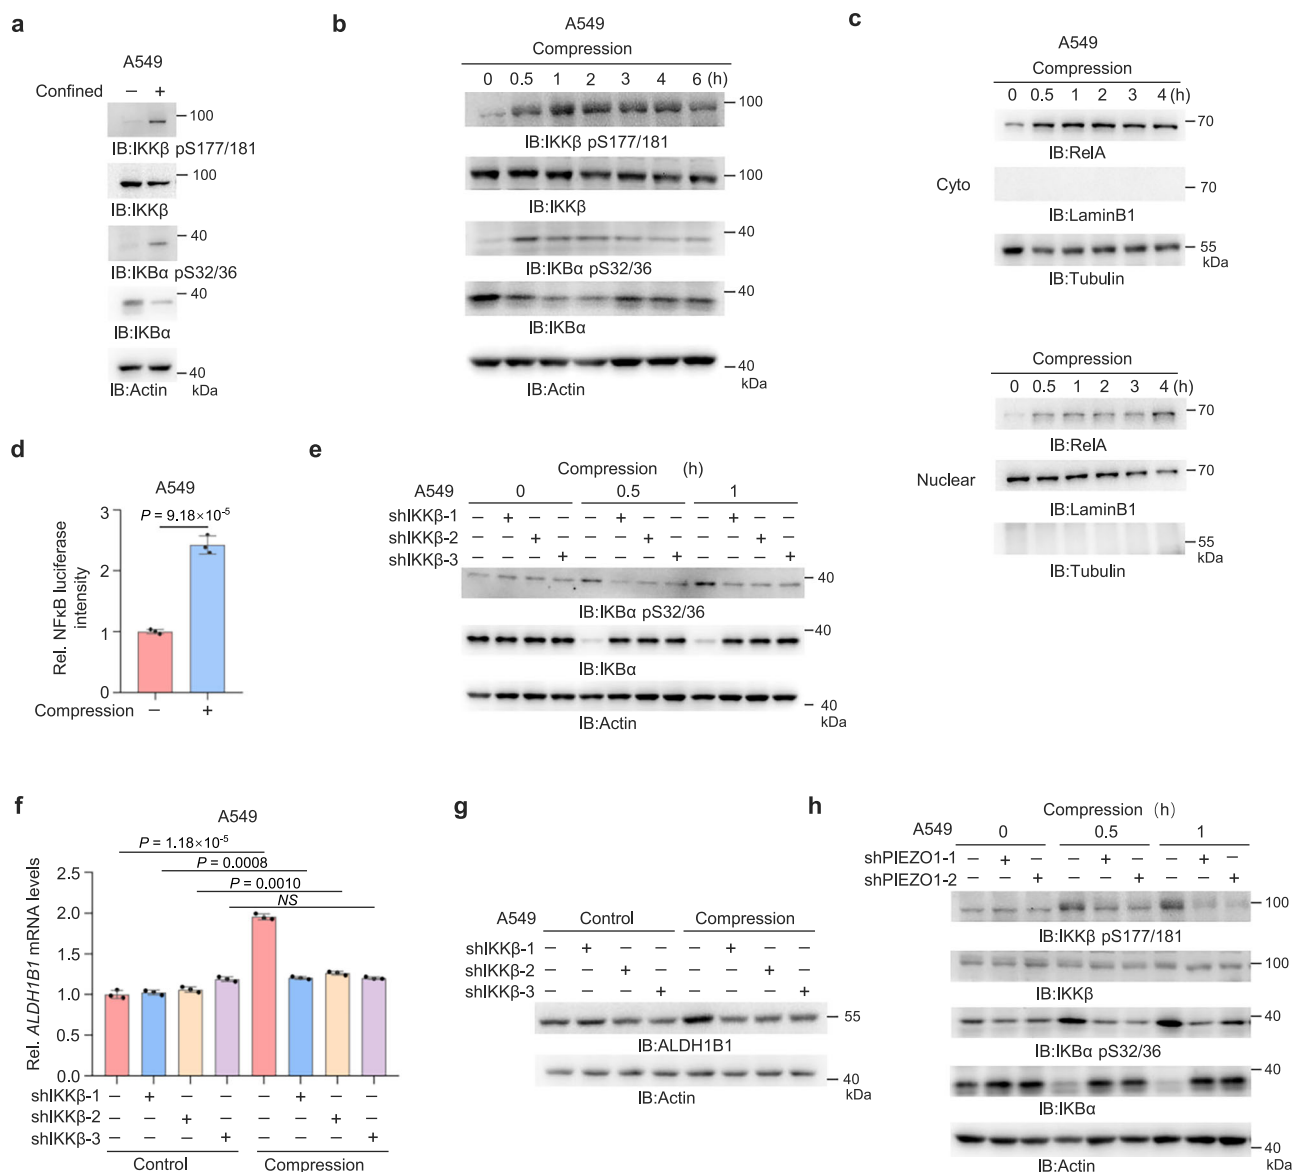 a
A549
Confined − +
100
IB:IKKβ pS177/181
100
IB:IKKβ
40
IB:IKBα pS32/36
40
IB:IKBα
40
IB:Actin kDa
b
A549
Compression
0 0.5 1 2 3 4 6 (h)
100
IB:IKKβ pS177/181
100
IB:IKKβ
40
IB:IKBα pS32/36
40
IB:IKBα
40
IB:Actin kDa
c
A549
Compression
0 0.5 1 2 3 4 (h)
70
IB:RelA
Cyto
70
IB:LaminB1
55
kDa
IB:Tubulin
Compression
0 0.5 1 2 3 4 (h)
70
IB:RelA
Nuclear
70
IB:LaminB1
55
kDa
IB:Tubulin
d
A549
P = 9.18×10-5
Rel. NFκB luciferase
intensity
3
2
1
0
Compression − +
e
Compression (h)
A549 0 0.5 1
shIKKβ-1 − + − − − + − − − + − −
shIKKβ-2 − − + − − − + − − − + −
shIKKβ-3 − − − + − − − + − − − +
40
IB:IKBα pS32/36
40
IB:IKBα
40
kDa
IB:Actin
f
A549
P = 1.18×10-5
P = 0.0008
P = 0.0010
NS
Rel. ALDH1B1 mRNA levels
2.5
2.0
1.5
1.0
0.5
0.0
shIKKβ-1 − + − − − + − −
shIKKβ-2 − − + − − − + −
shIKKβ-3 − − − + − − − +
Control Compression
g
A549 Control Compression
shIKKβ-1 − + − − − + − −
shIKKβ-2 − − + − − − + −
shIKKβ-3 − − − + − − − +
55
IB:ALDH1B1
40
kDa
IB:Actin
h
Compression (h)
A549 0 0.5 1
shPIEZO1-1 − + − − + − − + −
shPIEZO1-2 − − + − − + − − +
100
IB:IKKβ pS177/181
100
IB:IKKβ
40
IB:IKBα pS32/36
40
IB:IKBα
40
IB:Actin kDa